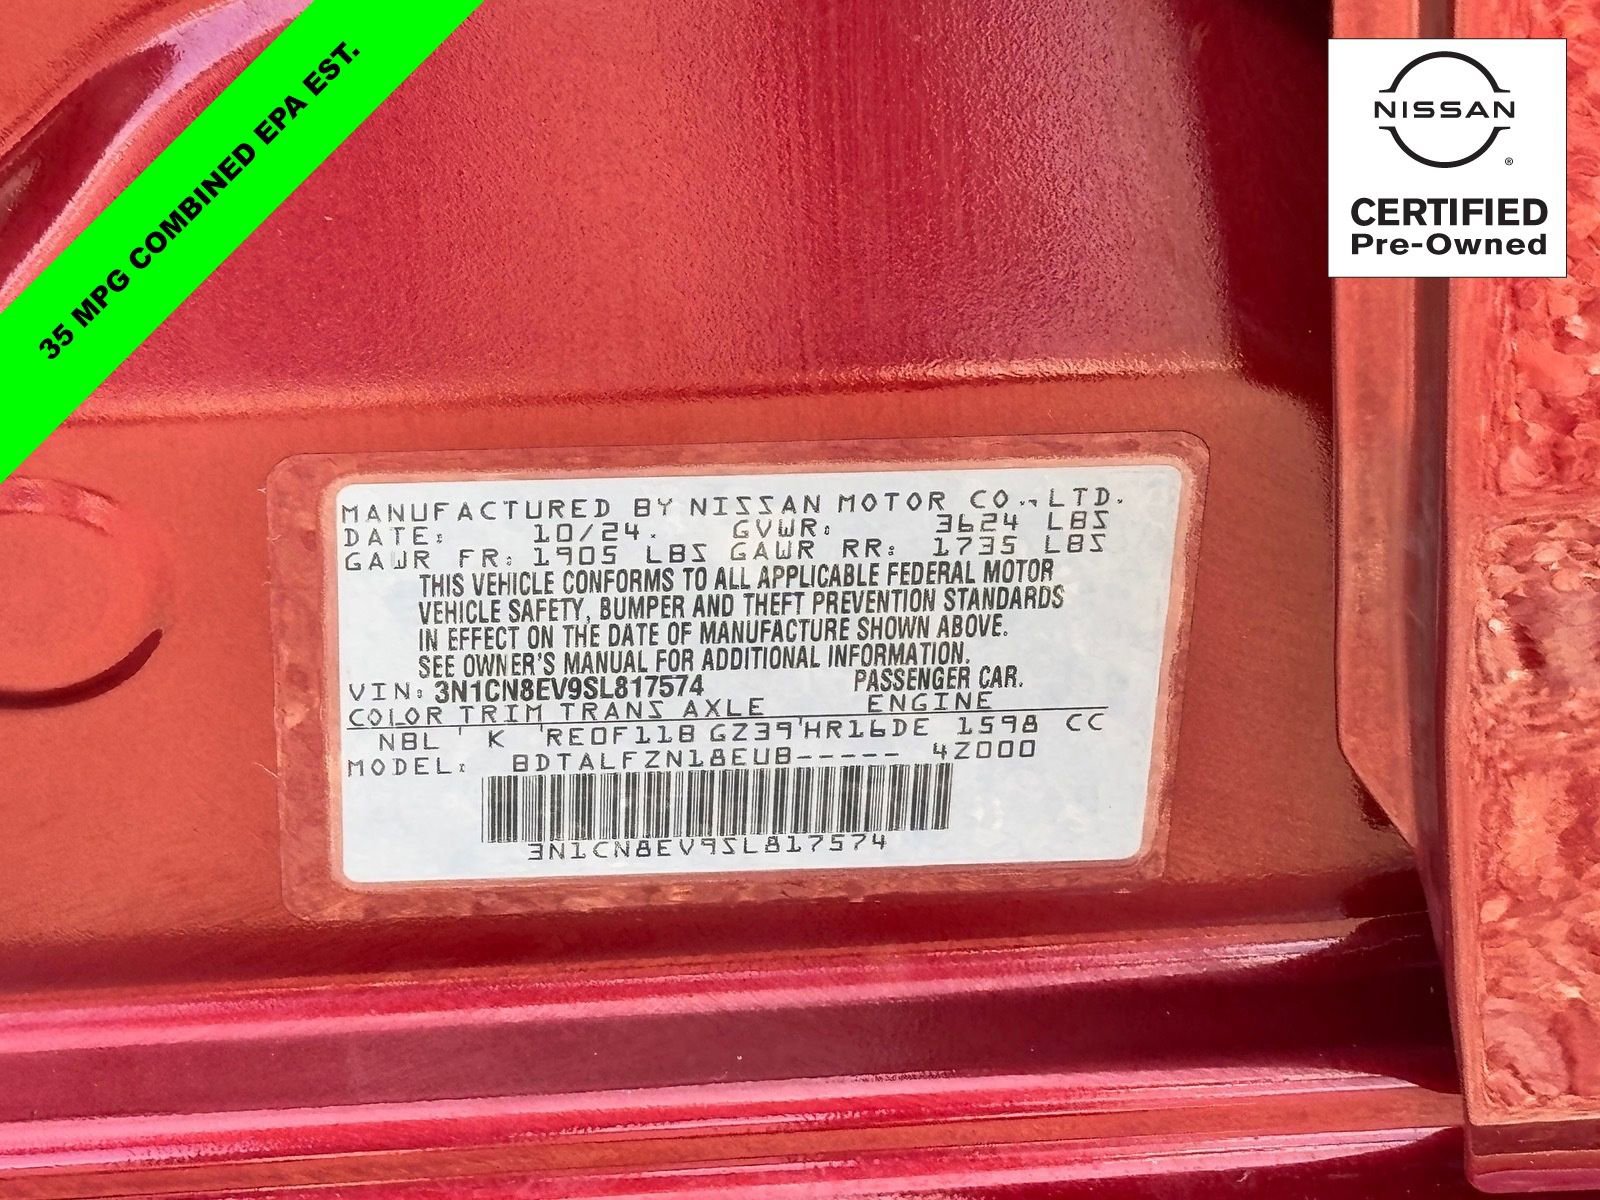 35 MPG COMBINED EPA EST.
NISSAN
®
CERTIFIED
Pre-Owned
MANUFACTURED BY NISSAN MOTOR CO., LTD.
DATE: 10/24. GVWR: 3624 LBS
GAWR FR: 1905 LBS GAWR RR: 1735 LBS
THIS VEHICLE CONFORMS TO ALL APPLICABLE FEDERAL MOTOR
VEHICLE SAFETY, BUMPER AND THEFT PREVENTION STANDARDS
IN EFFECT ON THE DATE OF MANUFACTURE SHOWN ABOVE.
SEE OWNER'S MANUAL FOR ADDITIONAL INFORMATION.
VIN: 3N1CN8EV9SL817574 PASSENGER CAR.
COLOR TRIM TRANS AXLE ENGINE
NBL ' K 'RE0F11B GZ39'HR16DE 1598 CC
MODEL: BDTALFZN18EUB----- 4Z000
3N1CN8EV9SL817574